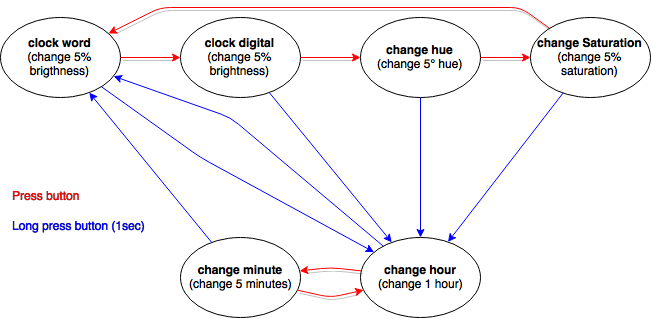 clock word
(change 5%
brigthness)
clock digital
(change 5%
brightness)
change hue
(change 5° hue)
change Saturation
(change 5%
saturation)
Press button
Long press button (1sec)
change minute
(change 5 minutes)
change hour
(change 1 hour)